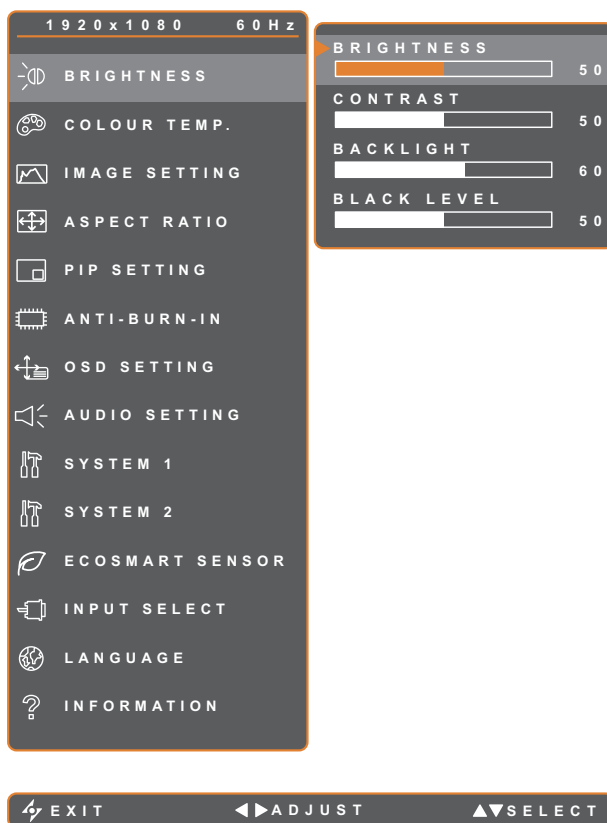 1920x1080 60Hz
BRIGHTNESS
COLOUR TEMP.
IMAGE SETTING
ASPECT RATIO
PIP SETTING
ANTI-BURN-IN
OSD SETTING
AUDIO SETTING
SYSTEM 1
SYSTEM 2
ECOSMART SENSOR
INPUT SELECT
LANGUAGE
INFORMATION
BRIGHTNESS
50
CONTRAST
50
BACKLIGHT
60
BLACK LEVEL
50
EXIT ◀▶ADJUST ▲▼SELECT